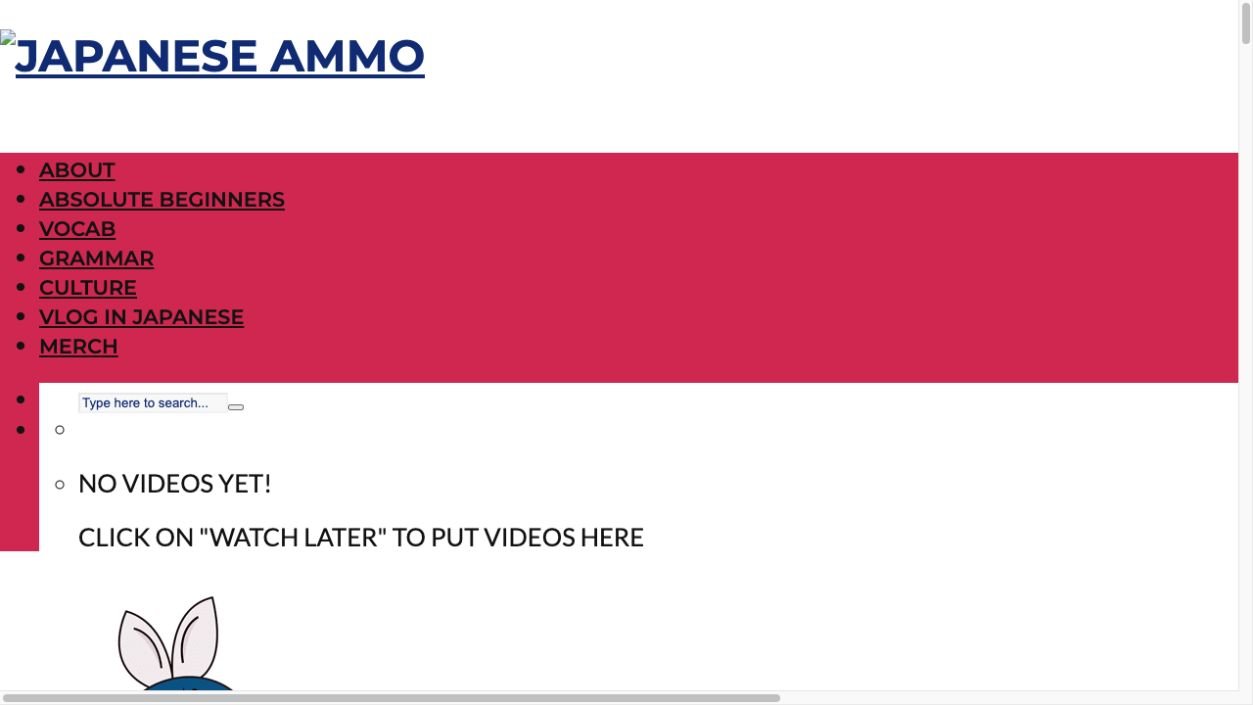 JAPANESE AMMO
ABOUT
ABSOLUTE BEGINNERS
VOCAB
GRAMMAR
CULTURE
VLOG IN JAPANESE
MERCH
Type here to search...
NO VIDEOS YET!
CLICK ON "WATCH LATER" TO PUT VIDEOS HERE